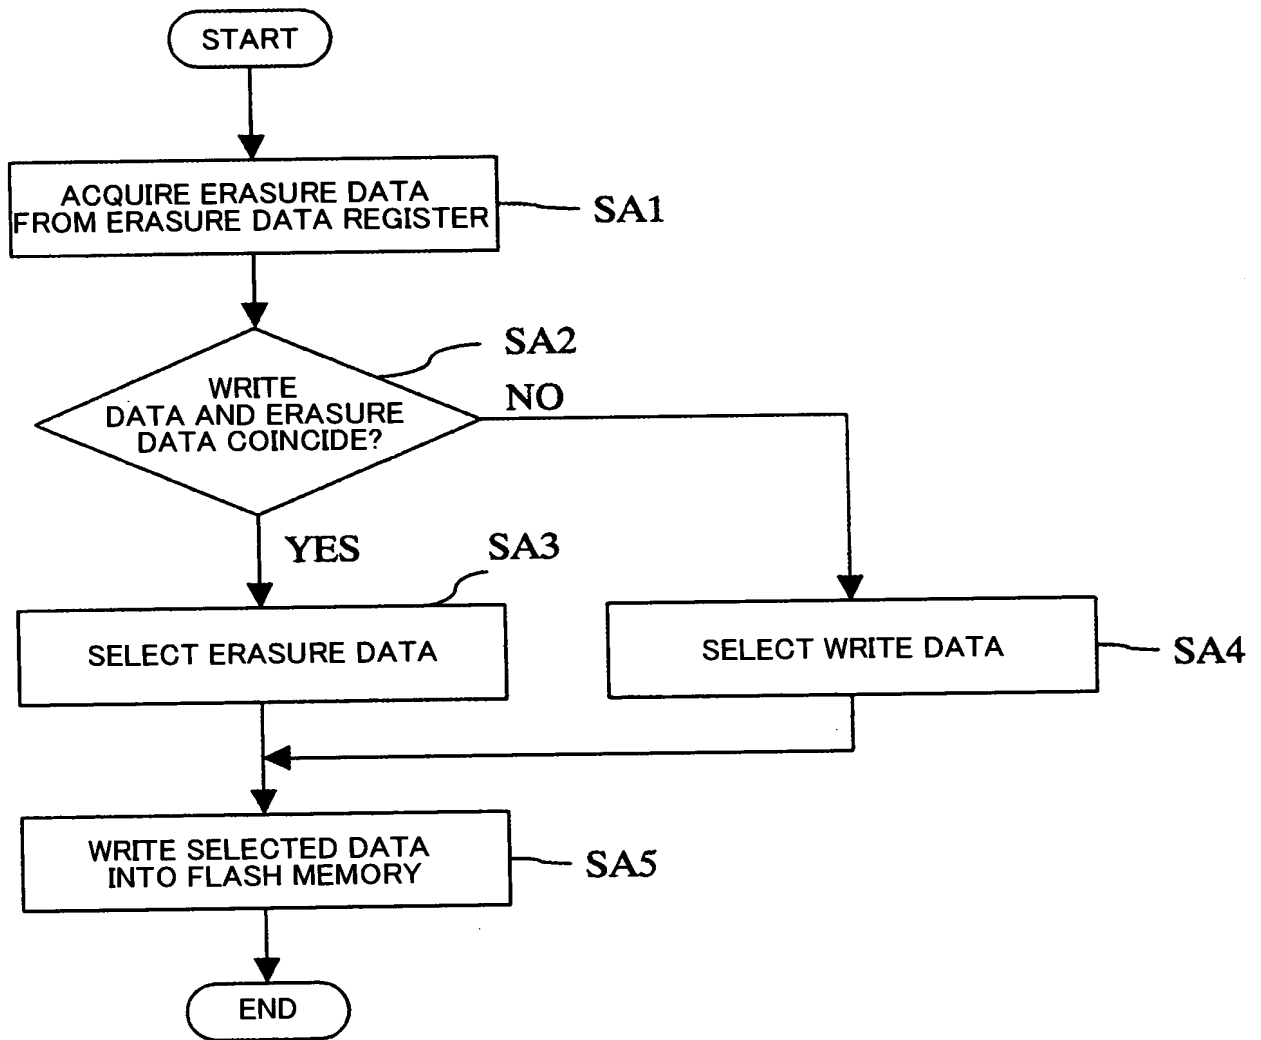 START
ACQUIRE ERASURE DATA
FROM ERASURE DATA REGISTER
SA1
SA2
WRITE
DATA AND ERASURE
DATA COINCIDE?
NO
YES
SA3
SELECT ERASURE DATA
SELECT WRITE DATA
SA4
WRITE SELECTED DATA
INTO FLASH MEMORY
SA5
END